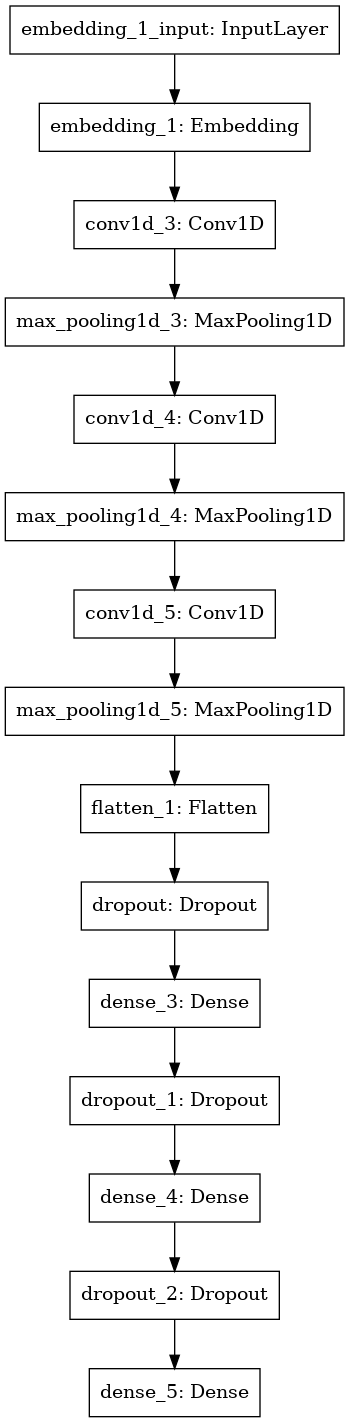 embedding_1_input: InputLayer
embedding_1: Embedding
conv1d_3: Conv1D
max_pooling1d_3: MaxPooling1D
conv1d_4: Conv1D
max_pooling1d_4: MaxPooling1D
conv1d_5: Conv1D
max_pooling1d_5: MaxPooling1D
flatten_1: Flatten
dropout: Dropout
dense_3: Dense
dropout_1: Dropout
dense_4: Dense
dropout_2: Dropout
dense_5: Dense